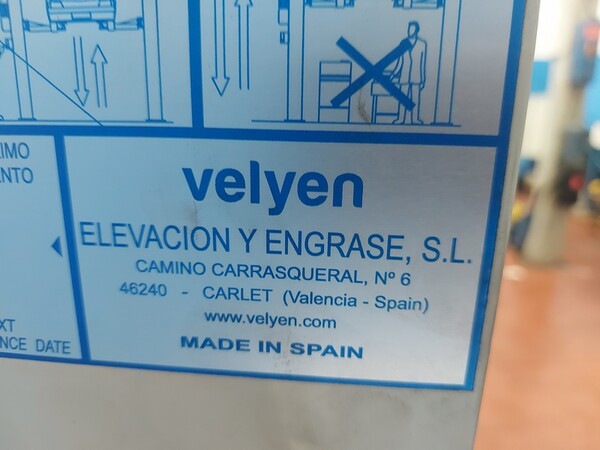 IMO
NTO
XT
NCE DATE
velyen
ELEVACION Y ENGRASE, S.L.
CAMINO CARRASQUERAL, Nº 6
46240 - CARLET (Valencia - Spain)
www.velyen.com
MADE IN SPAIN